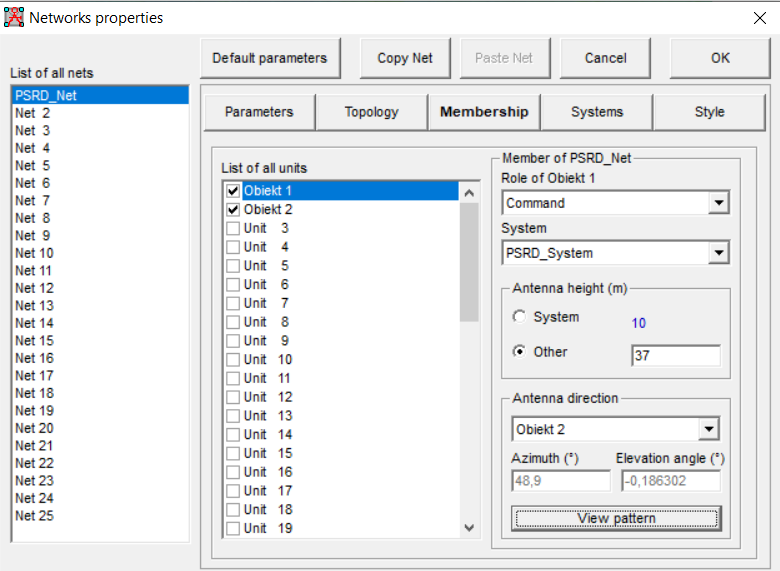 Networks properties
Default parameters
Copy Net
Paste Net
Cancel
OK
List of all nets
PSRD_Net
Net 2
Net 3
Net 4
Net 5
Net 6
Net 7
Net 8
Net 9
Net 10
Net 11
Net 12
Net 13
Net 14
Net 15
Net 16
Net 17
Net 18
Net 19
Net 20
Net 21
Net 22
Net 23
Net 24
Net 25
Parameters
Topology
Membership
Systems
Style
List of all units
Obiekt 1
Obiekt 2
Unit 3
Unit 4
Unit 5
Unit 6
Unit 7
Unit 8
Unit 9
Unit 10
Unit 11
Unit 12
Unit 13
Unit 14
Unit 15
Unit 16
Unit 17
Unit 18
Unit 19
Member of PSRD_Net
Role of Obiekt 1
Command
System
PSRD_System
Antenna height (m)
System
10
Other
37
Antenna direction
Obiekt 2
Azimuth (°)
Elevation angle (°)
48,9
-0,186302
View pattern